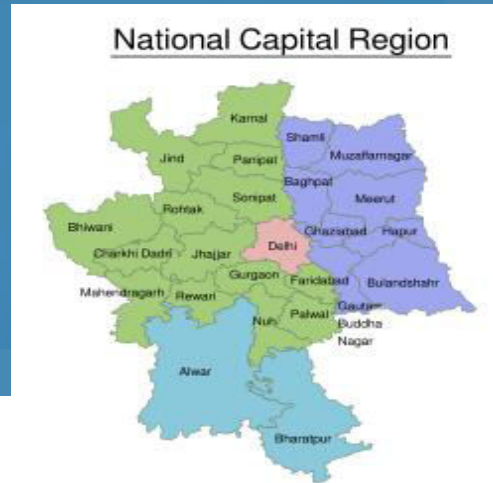 National Capital Region
Karnal
Shamli
Muzaffarnagar
Jind
Panipat
Baghpat
Meerut
Sonipat
Rohtak
Bhiwani
Ghaziabad
Hapur
Delhi
Charkhi Dadri
Jhajjar
Gurgaon
Faridabad
Bulandshahr
Mahendragarh
Rewari
Nuh
Palwal
Gautam
Buddha
Nagar
Alwar
Bharatpur